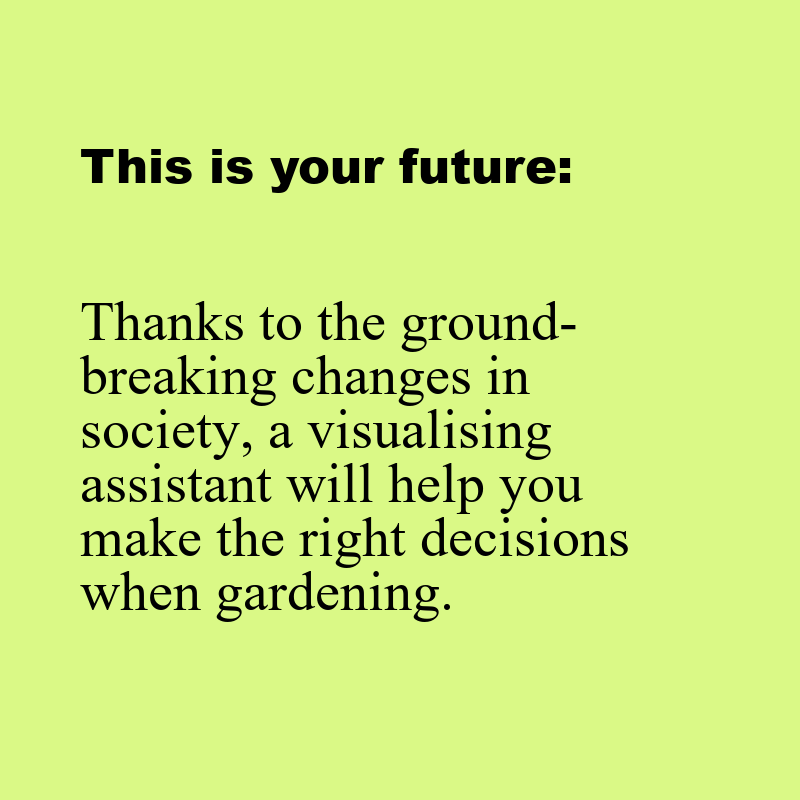 This is your future:
Thanks to the ground-
breaking changes in
society, a visualising
assistant will help you
make the right decisions
when gardening.